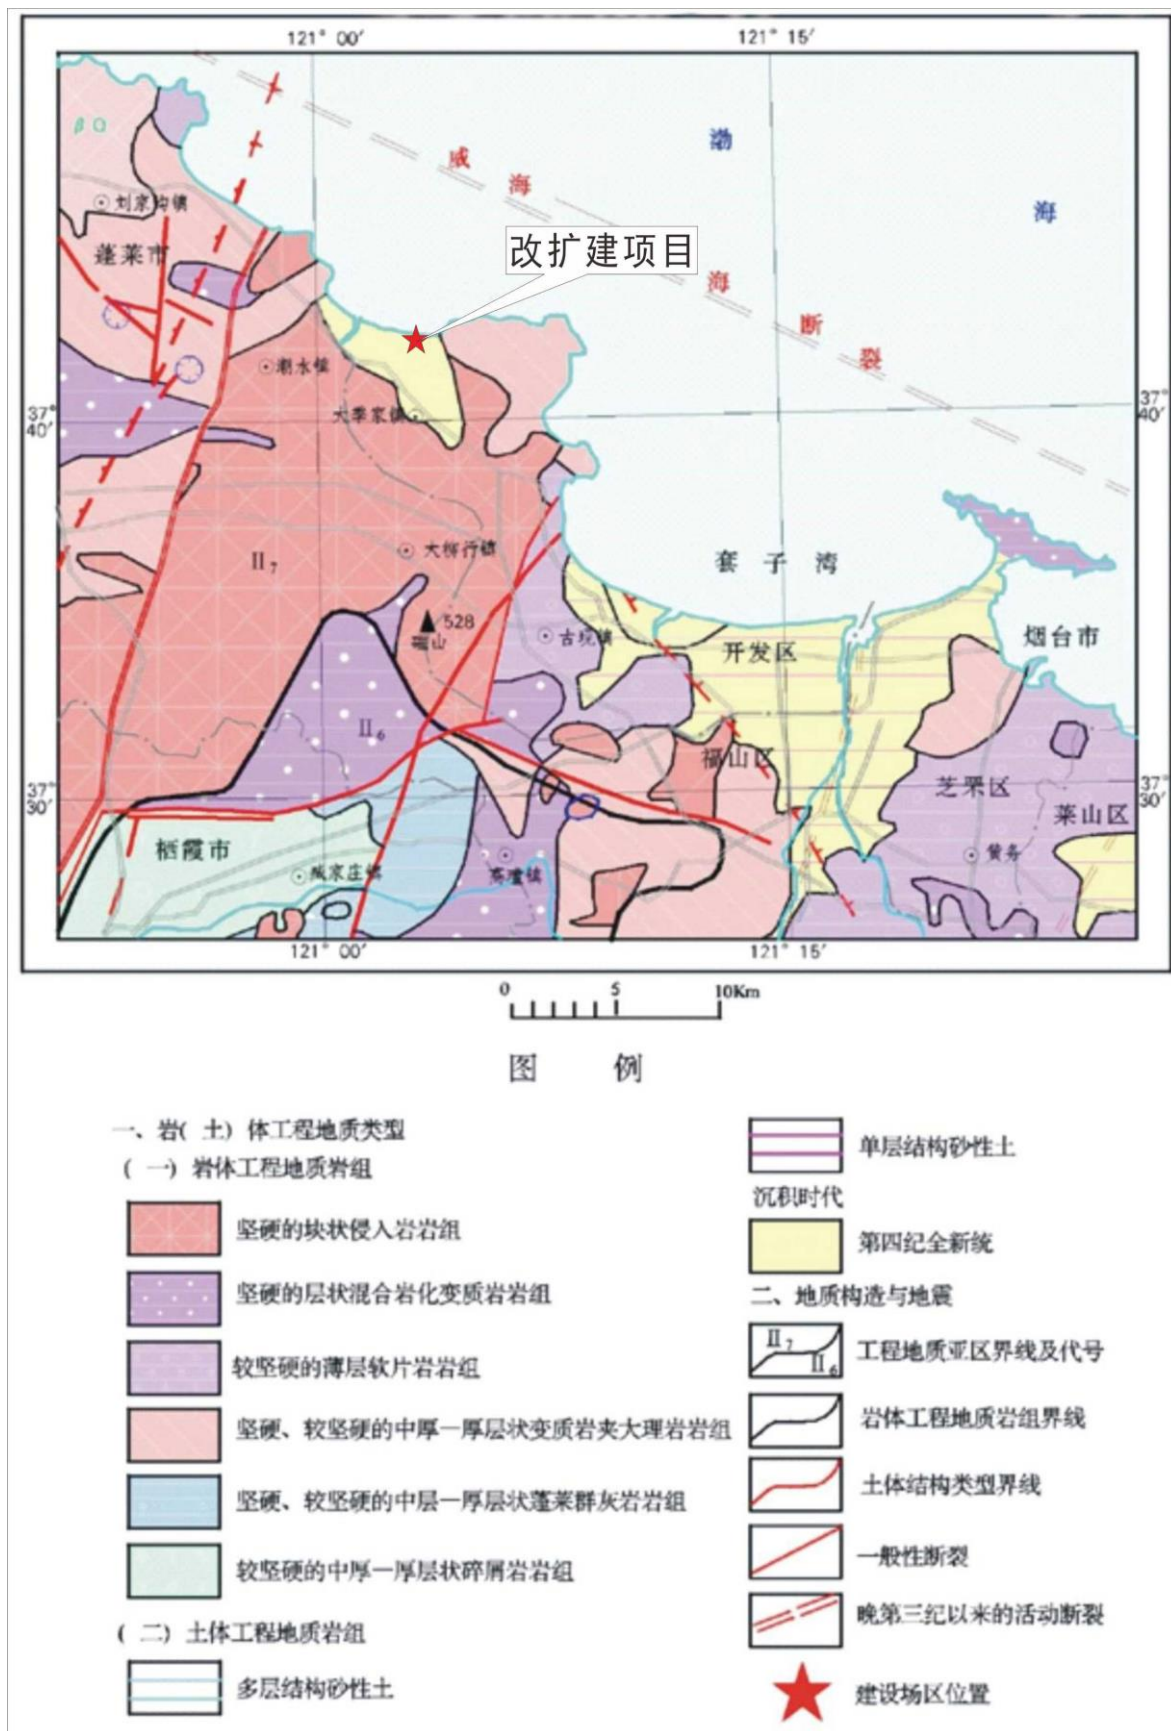 121° 00′
121° 15′
βQ
渤
海
威
海
海
断
裂
改扩建项目
刘家沟镇
蓬莱市
潮水镇
大季家镇
37°
40′
37°
40′
大柳行镇
Ⅱ₇
套子湾
528
古现镇
开发区
烟台市
Ⅱ₆
福山区
芝罘区
莱山区
37°
30′
37°
30′
栖霞市
臧家庄镇
高疃镇
黄务
121° 00′
121° 15′
0 5 10Km
图 例
一、岩(土)体工程地质类型
(一)岩体工程地质岩组
坚硬的块状侵入岩岩组
坚硬的层状混合岩化变质岩岩组
较坚硬的薄层软片岩岩组
坚硬、较坚硬的中厚—厚层状变质岩夹大理岩岩组
坚硬、较坚硬的中层—厚层状蓬莱群灰岩岩组
较坚硬的中厚—厚层状碎屑岩岩组
(二)土体工程地质岩组
多层结构砂性土
单层结构砂性土
沉积时代
第四纪全新统
二、地质构造与地震
Ⅱ₇
Ⅱ₆
工程地质亚区界线及代号
岩体工程地质岩组界线
土体结构类型界线
一般性断裂
晚第三纪以来的活动断裂
建设场区位置